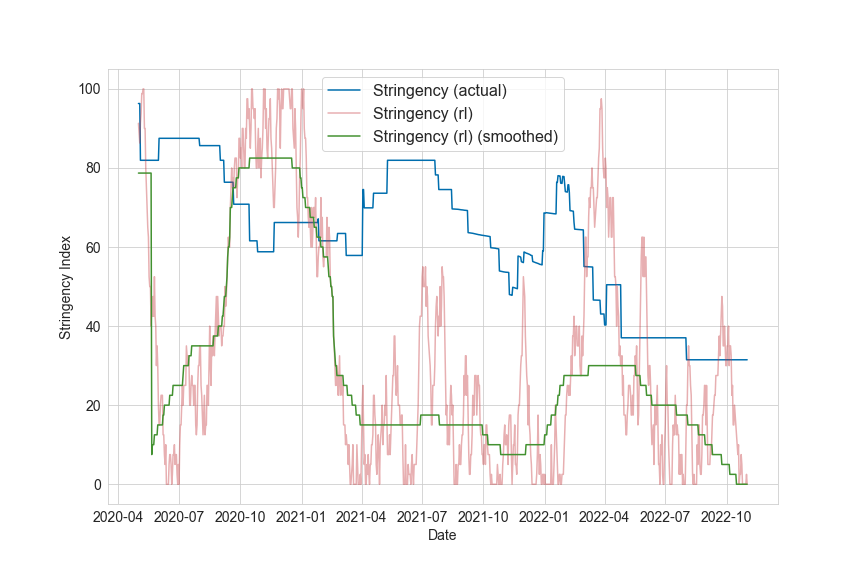 Stringency (actual)
Stringency (rl)
Stringency (rl) (smoothed)
Stringency Index
100
80
60
40
20
0
2020-04 2020-07 2020-10 2021-01 2021-04 2021-07 2021-10 2022-01 2022-04 2022-07 2022-10
Date